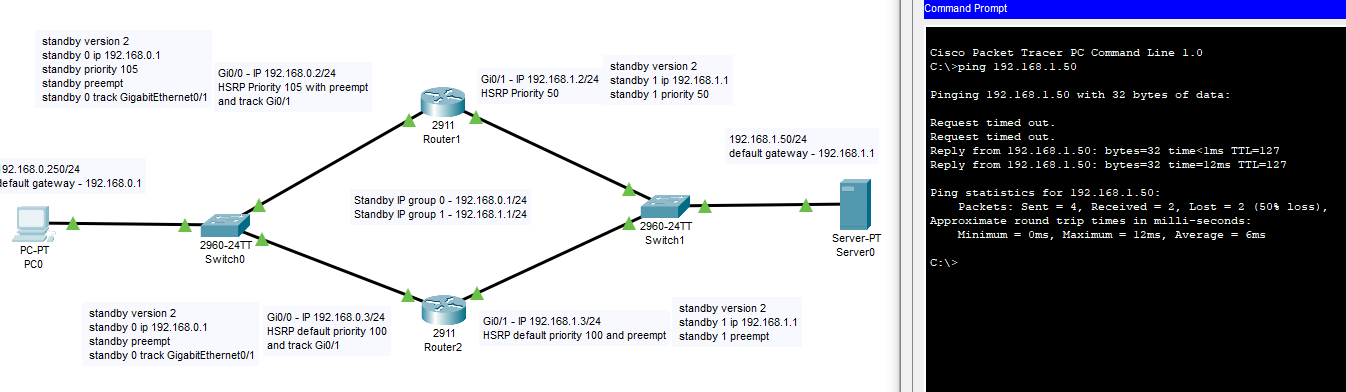 standby version 2
standby 0 ip 192.168.0.1
standby priority 105
standby preempt
standby 0 track GigabitEthernet0/1
Gi0/0 - IP 192.168.0.2/24
HSRP Priority 105 with preempt
and track Gi0/1
2911
Router1
Gi0/1 - IP 192.168.1.2/24
HSRP Priority 50
standby version 2
standby 1 ip 192.168.1.1
standby 1 priority 50
192.168.1.50/24
default gateway - 192.168.1.1
92.168.0.250/24
default gateway - 192.168.0.1
PC-PT
PC0
2960-24TT
Switch0
Standby IP group 0 - 192.168.0.1/24
Standby IP group 1 - 192.168.1.1/24
2960-24TT
Switch1
Server-PT
Server0
standby version 2
standby 0 ip 192.168.0.1
standby preempt
standby 0 track GigabitEthernet0/1
Gi0/0 - IP 192.168.0.3/24
HSRP default priority 100
and track Gi0/1
2911
Router2
Gi0/1 - IP 192.168.1.3/24
HSRP default priority 100 and preempt
standby version 2
standby 1 ip 192.168.1.1
standby 1 preempt
Command Prompt
Cisco Packet Tracer PC Command Line 1.0
C:\>ping 192.168.1.50
Pinging 192.168.1.50 with 32 bytes of data:
Request timed out.
Request timed out.
Reply from 192.168.1.50: bytes=32 time<1ms TTL=127
Reply from 192.168.1.50: bytes=32 time=12ms TTL=127
Ping statistics for 192.168.1.50:
Packets: Sent = 4, Received = 2, Lost = 2 (50% loss),
Approximate round trip times in milli-seconds:
Minimum = 0ms, Maximum = 12ms, Average = 6ms
C:\>